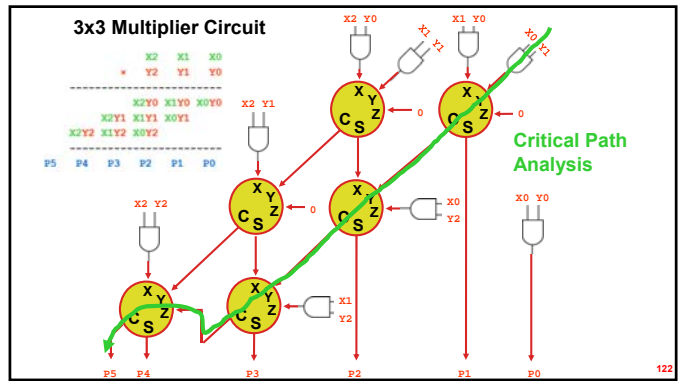 3x3 Multiplier Circuit
X2 X1 X0
* Y2 Y1 Y0
----------------------------
X2Y0 X1Y0 X0Y0
X2Y1 X1Y1 X0Y1
X2Y2 X1Y2 X0Y2
----------------------------
P5 P4 P3 P2 P1 P0
X2 Y0
X1 Y1
X1 Y0
X0 Y1
X Y Z C S
0
X Y Z C S
0
Critical Path
Analysis
X2 Y1
X Y Z C S
0
X Y Z C S
X0
Y2
X0 Y0
X2 Y2
X Y Z C S
X Y Z C S
X1
Y2
P5 P4 P3 P2 P1 P0
122